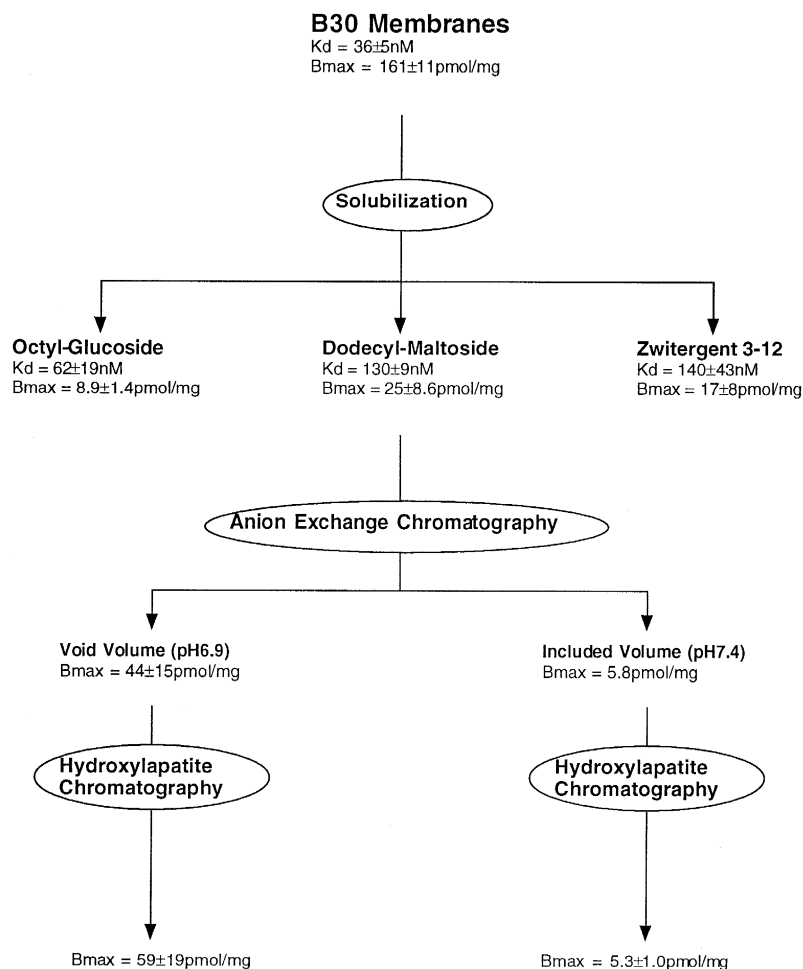 B30 Membranes
Kd = 36±5nM
Bmax = 161±11pmol/mg
Solubilization
Octyl-Glucoside
Kd = 62±19nM
Bmax = 8.9±1.4pmol/mg
Dodecyl-Maltoside
Kd = 130±9nM
Bmax = 25±8.6pmol/mg
Zwitergent 3-12
Kd = 140±43nM
Bmax = 17±8pmol/mg
Anion Exchange Chromatography
Void Volume (pH6.9)
Bmax = 44±15pmol/mg
Included Volume (pH7.4)
Bmax = 5.8pmol/mg
Hydroxylapatite
Chromatography
Hydroxylapatite
Chromatography
Bmax = 59±19pmol/mg
Bmax = 5.3±1.0pmol/mg